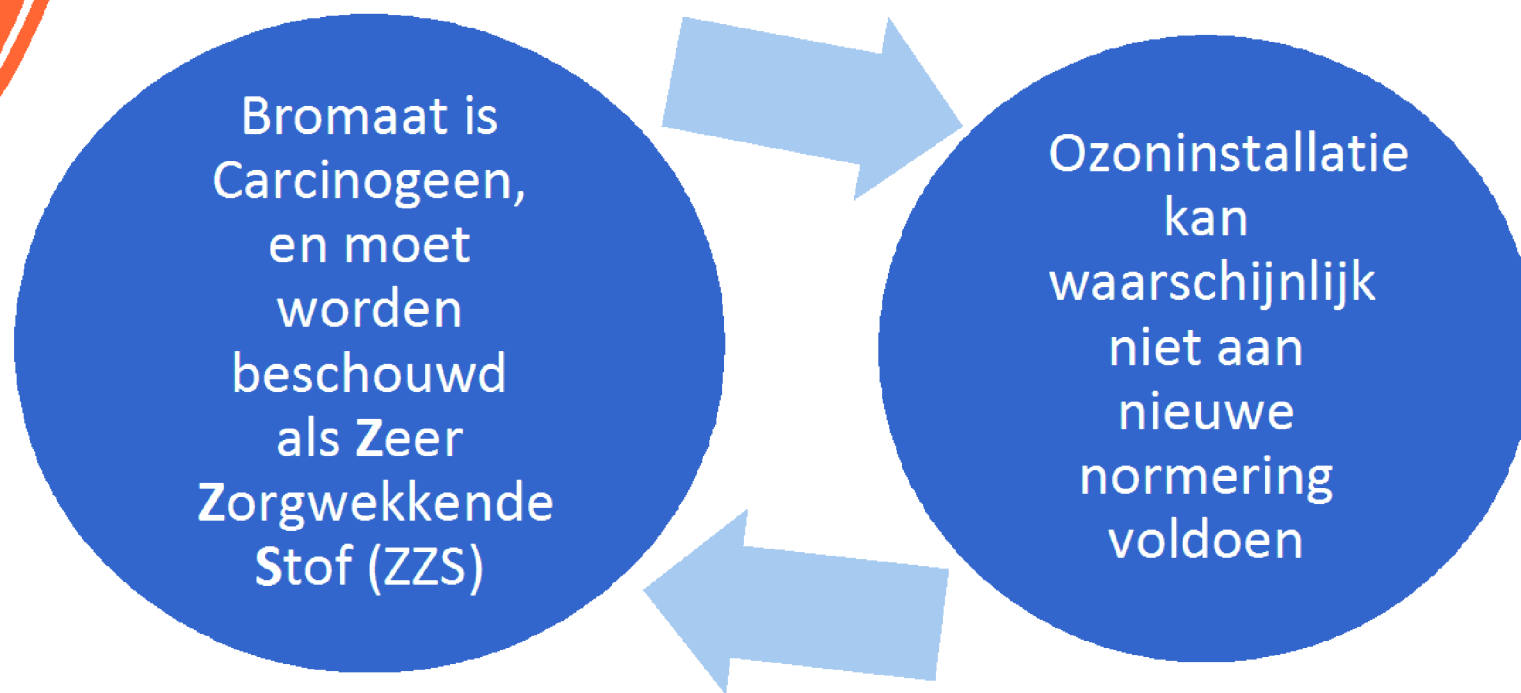 Bromaat is
Carcinogeen,
en moet
worden
beschouwd
als Zeer
Zorgwekkende
Stof (ZZS)
Ozoninstallatie
kan
waarschijnlijk
niet aan
nieuwe
normering
voldoen